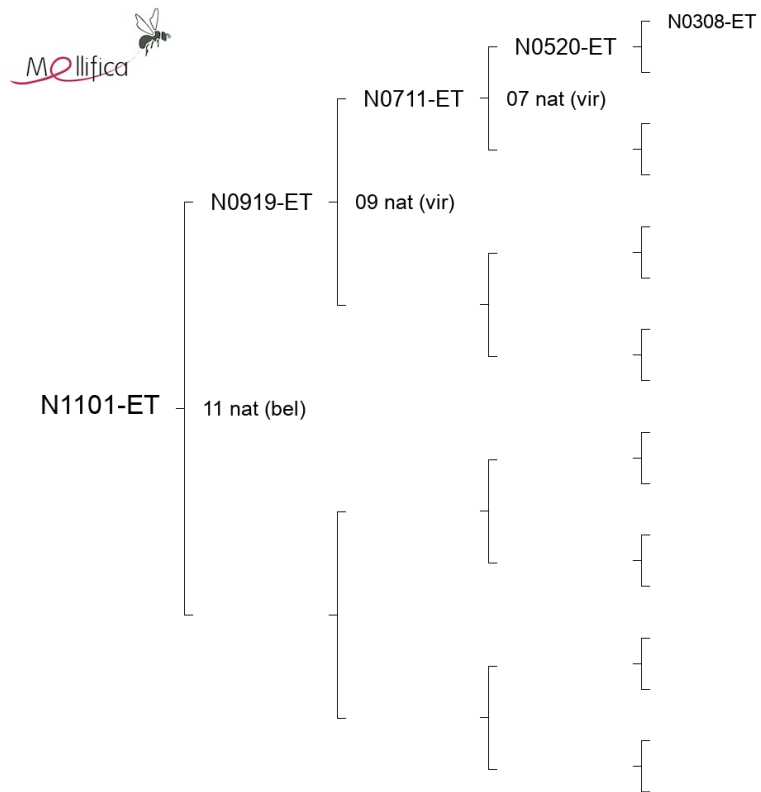 Mellifica
N0308-ET
N0520-ET
N0711-ET
07 nat (vir)
N0919-ET
09 nat (vir)
N1101-ET
11 nat (bel)